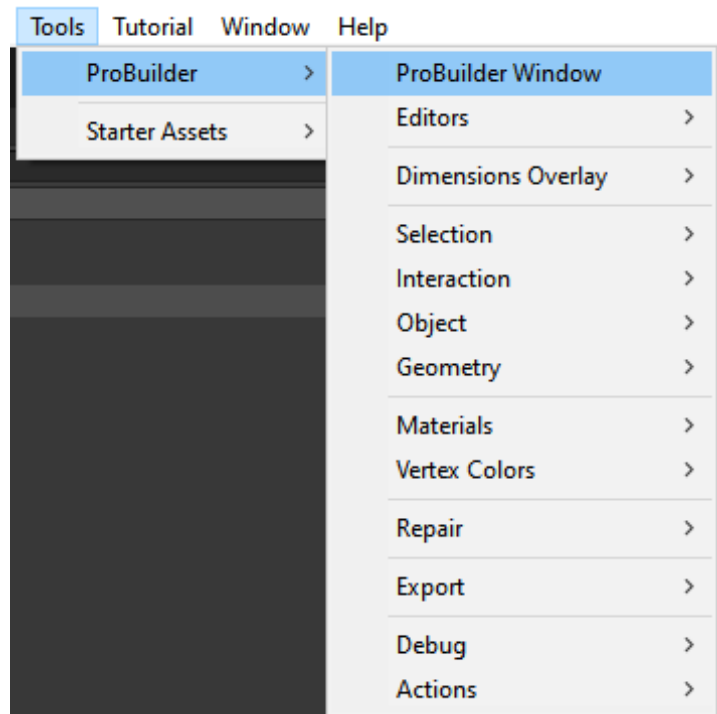 Tools Tutorial Window Help
ProBuilder
Starter Assets
ProBuilder Window
Editors
Dimensions Overlay
Selection
Interaction
Object
Geometry
Materials
Vertex Colors
Repair
Export
Debug
Actions